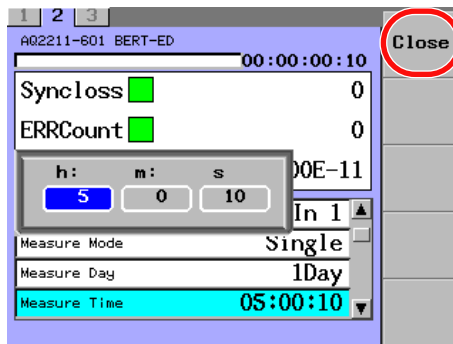 1 2 3
AQ2211-601 BERT-ED
Close
00:00:00:10
Syncloss 0
ERRCount 0
00E-11
h: m: s
5 0 10
In 1
Measure Mode Single
Measure Day 1Day
Measure Time 05:00:10